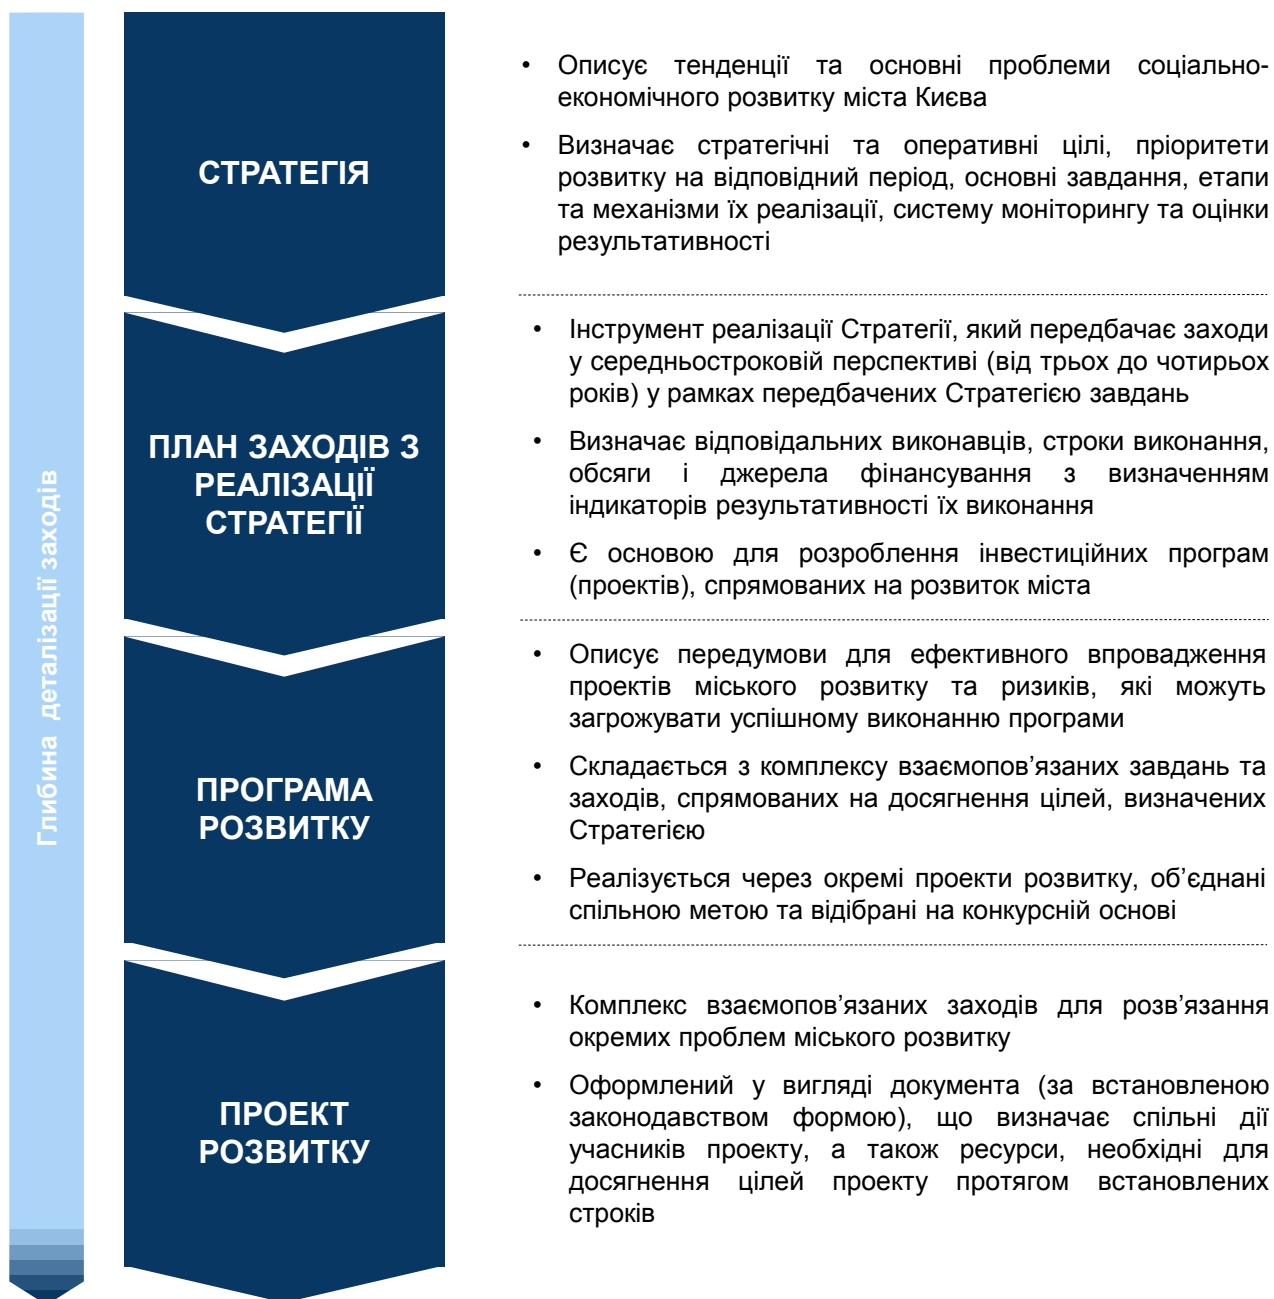 Глибина деталізації заходів
СТРАТЕГІЯ
• Описує тенденції та основні проблеми соціально-
економічного розвитку міста Києва
• Визначає стратегічні та оперативні цілі, пріоритети
розвитку на відповідний період, основні завдання, етапи
та механізми їх реалізації, систему моніторингу та оцінки
результативності
ПЛАН ЗАХОДІВ З
РЕАЛІЗАЦІЇ
СТРАТЕГІЇ
• Інструмент реалізації Стратегії, який передбачає заходи
у середньостроковій перспективі (від трьох до чотирьох
років) у рамках передбачених Стратегією завдань
• Визначає відповідальних виконавців, строки виконання,
обсяги і джерела фінансування з визначенням
індикаторів результативності їх виконання
• Є основою для розроблення інвестиційних програм
(проектів), спрямованих на розвиток міста
ПРОГРАМА
РОЗВИТКУ
• Описує передумови для ефективного впровадження
проектів міського розвитку та ризиків, які можуть
загрожувати успішному виконанню програми
• Складається з комплексу взаємопов’язаних завдань та
заходів, спрямованих на досягнення цілей, визначених
Стратегією
• Реалізується через окремі проекти розвитку, об’єднані
спільною метою та відібрані на конкурсній основі
ПРОЕКТ
РОЗВИТКУ
• Комплекс взаємопов’язаних заходів для розв’язання
окремих проблем міського розвитку
• Оформлений у вигляді документа (за встановленою
законодавством формою), що визначає спільні дії
учасників проекту, а також ресурси, необхідні для
досягнення цілей проекту протягом встановлених
строків